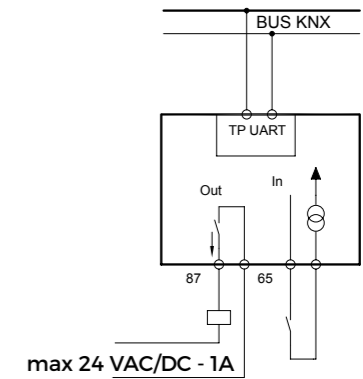 BUS KNX
TP UART
Out
In
87
65
max 24 VAC/DC - 1A